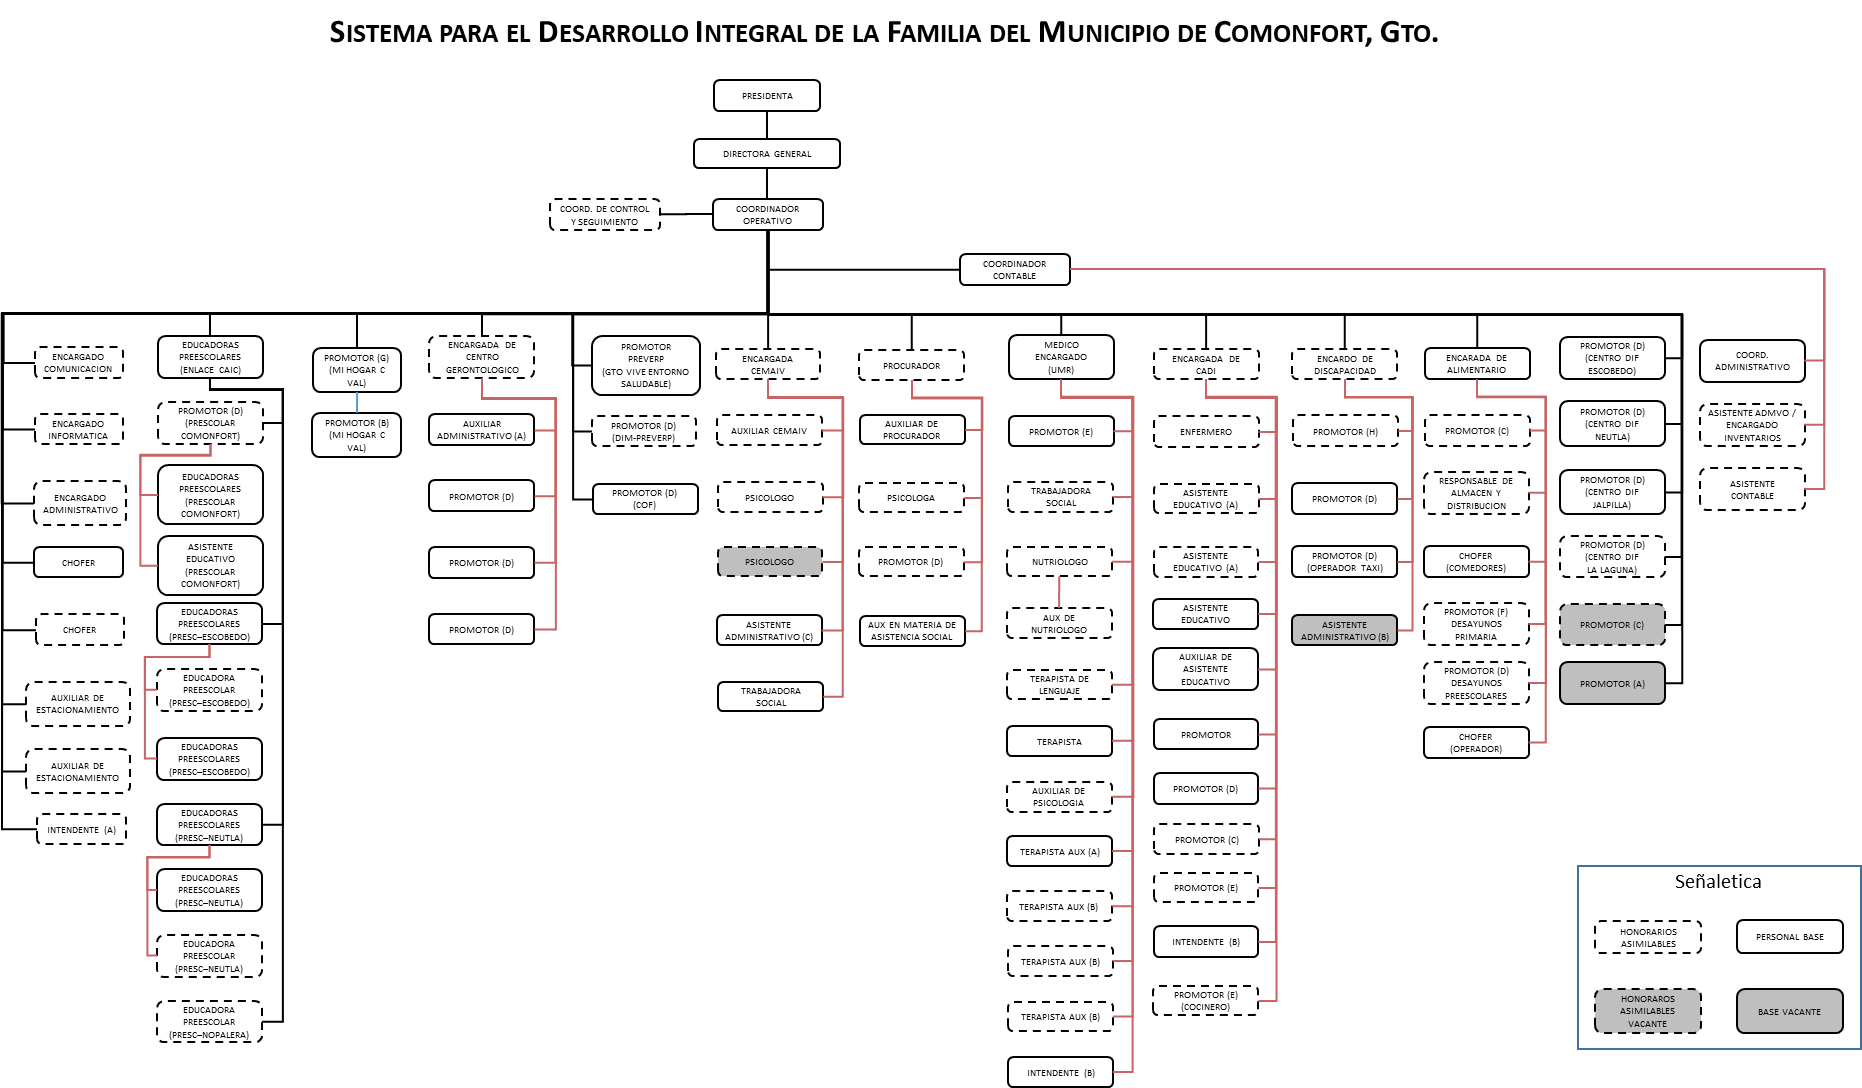 SISTEMA PARA EL DESARROLLO INTEGRAL DE LA FAMILIA DEL MUNICIPIO DE COMONFORT, GTO.
PRESIDENTA
DIRECTORA GENERAL
COORD. DE CONTROL
Y SEGUIMIENTO
COORDINADOR
OPERATIVO
COORDINADOR
CONTABLE
ENCARGADO
COMUNICACION
ENCARGADO
INFORMATICA
ENCARGADO
ADMINISTRATIVO
CHOFER
CHOFER
AUXILIAR DE
ESTACIONAMIENTO
AUXILIAR DE
ESTACIONAMIENTO
INTENDENTE (A)
EDUCADORAS
PREESCOLARES
(ENLACE CAIC)
PROMOTOR (D)
(PRESCOLAR
COMONFORT)
EDUCADORAS
PREESCOLARES
(PRESCOLAR
COMONFORT)
ASISTENTE
EDUCATIVO
(PRESCOLAR
COMONFORT)
EDUCADORAS
PREESCOLARES
(PRESC–ESCOBEDO)
EDUCADORA
PREESCOLAR
(PRESC–ESCOBEDO)
EDUCADORAS
PREESCOLARES
(PRESC–ESCOBEDO)
EDUCADORAS
PREESCOLARES
(PRESC–NEUTLA)
EDUCADORAS
PREESCOLARES
(PRESC–NEUTLA)
EDUCADORA
PREESCOLAR
(PRESC–NEUTLA)
EDUCADORA
PREESCOLAR
(PRESC–NOPALERA)
PROMOTOR (G)
(MI HOGAR C
VAL)
PROMOTOR (B)
(MI HOGAR C
VAL)
ENCARGADA DE
CENTRO
GERONTOLOGICO
AUXILIAR
ADMINISTRATIVO (A)
PROMOTOR (D)
PROMOTOR (D)
PROMOTOR (D)
PROMOTOR
PREVERP
(GTO VIVE ENTORNO
SALUDABLE)
PROMOTOR (D)
(DIM-PREVERP)
PROMOTOR (D)
(COF)
ENCARGADA
CEMAIV
AUXILIAR CEMAIV
PSICOLOGO
PSICOLOGO
ASISTENTE
ADMINISTRATIVO (C)
TRABAJADORA
SOCIAL
PROCURADOR
AUXILIAR DE
PROCURADOR
PSICOLOGA
PROMOTOR (D)
AUX EN MATERIA DE
ASISTENCIA SOCIAL
MEDICO
ENCARGADO
(UMR)
PROMOTOR (E)
TRABAJADORA
SOCIAL
NUTRIOLOGO
AUX DE
NUTRIOLOGO
TERAPISTA DE
LENGUAJE
TERAPISTA
AUXILIAR DE
PSICOLOGIA
TERAPISTA AUX (A)
TERAPISTA AUX (B)
TERAPISTA AUX (B)
TERAPISTA AUX (B)
INTENDENTE (B)
ENCARGADA DE
CADI
ENFERMERO
ASISTENTE
EDUCATIVO (A)
ASISTENTE
EDUCATIVO (A)
ASISTENTE
EDUCATIVO
AUXILIAR DE
ASISTENTE
EDUCATIVO
PROMOTOR
PROMOTOR (D)
PROMOTOR (C)
PROMOTOR (E)
INTENDENTE (B)
PROMOTOR (E)
(COCINERO)
ENCARDO DE
DISCAPACIDAD
PROMOTOR (H)
PROMOTOR (D)
PROMOTOR (D)
(OPERADOR TAXI)
ASISTENTE
ADMINISTRATIVO (B)
ENCARADA DE
ALIMENTARIO
PROMOTOR (C)
RESPONSABLE DE
ALMACEN Y
DISTRIBUCION
CHOFER
(COMEDORES)
PROMOTOR (F)
DESAYUNOS
PRIMARIA
PROMOTOR (D)
DESAYUNOS
PREESCOLARES
CHOFER
(OPERADOR)
PROMOTOR (D)
(CENTRO DIF
ESCOBEDO)
PROMOTOR (D)
(CENTRO DIF
NEUTLA)
PROMOTOR (D)
(CENTRO DIF
JALPILLA)
PROMOTOR (D)
(CENTRO DIF
LA LAGUNA)
PROMOTOR (C)
PROMOTOR (A)
COORD.
ADMINISTRATIVO
ASISTENTE ADMVO /
ENCARGADO
INVENTARIOS
ASISTENTE
CONTABLE
Señaletica
HONORARIOS
ASIMILABLES
PERSONAL BASE
HONORAROS
ASIMILABLES
VACANTE
BASE VACANTE